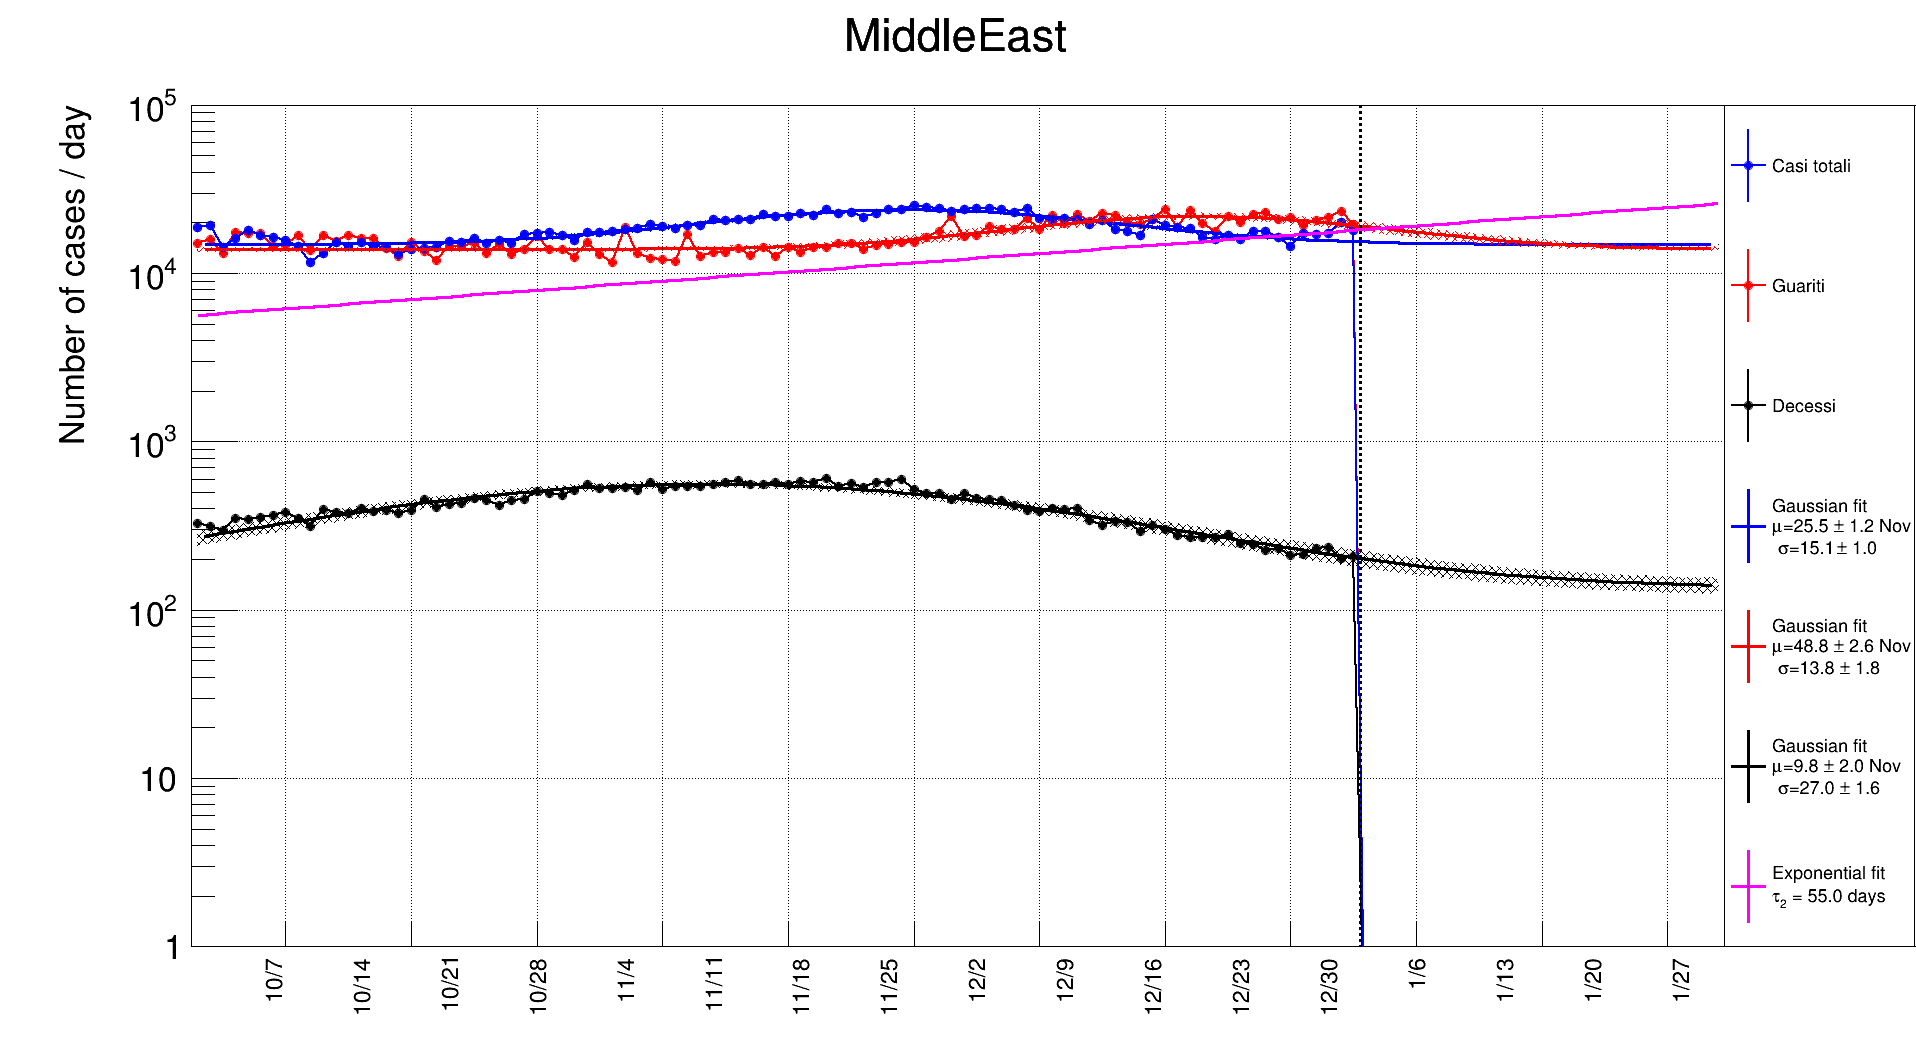 MiddleEast
Number of cases / day
10^5
10^4
10^3
10^2
10
1
10/7
10/14
10/21
10/28
11/4
11/11
11/18
11/25
12/2
12/9
12/16
12/23
12/30
1/6
1/13
1/20
1/27
Casi totali
Guariti
Decessi
Gaussian fit
μ=25.5 ± 1.2 Nov
σ=15.1 ± 1.0
Gaussian fit
μ=48.8 ± 2.6 Nov
σ=13.8 ± 1.8
Gaussian fit
μ=9.8 ± 2.0 Nov
σ=27.0 ± 1.6
Exponential fit
τ₂ = 55.0 days